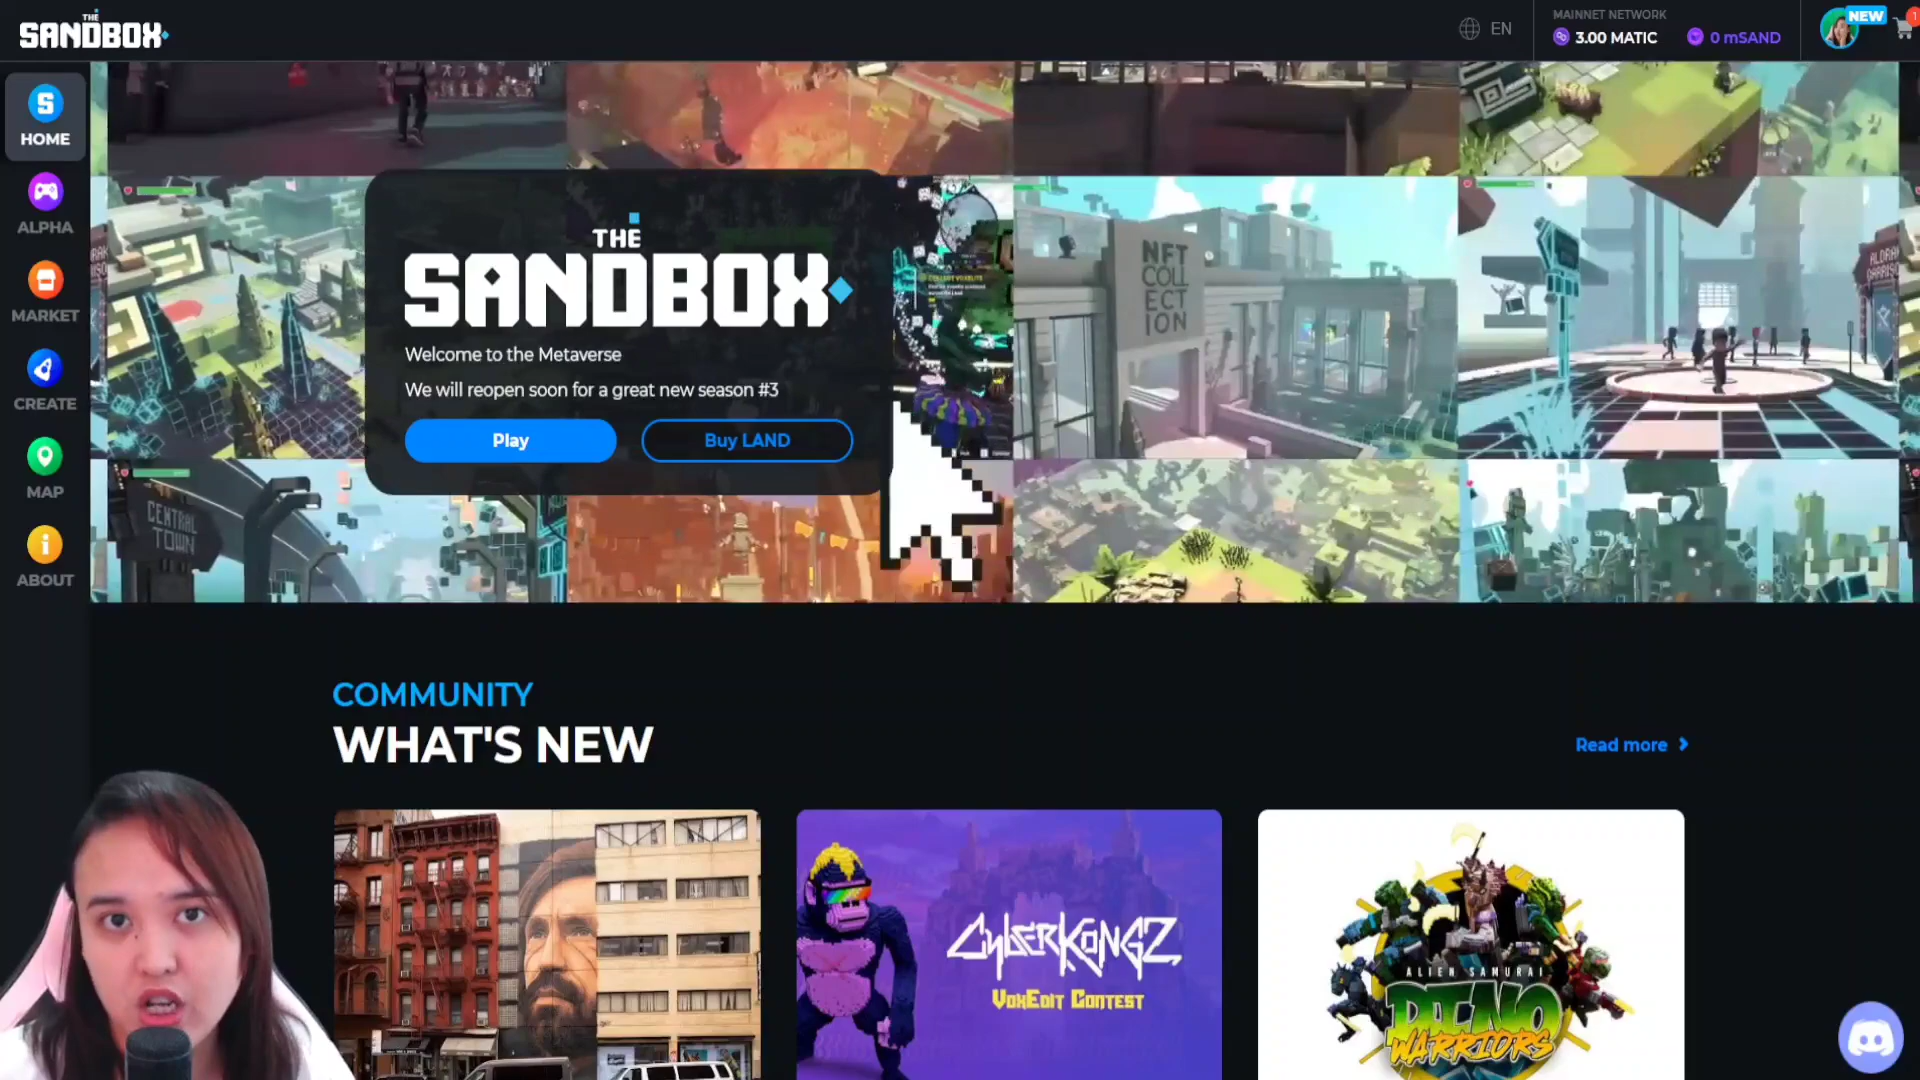 THE
SANDBOX
EN
MAINNET NETWORK
3.00 MATIC
0 mSAND
NEW
1
HOME
ALPHA
MARKET
CREATE
MAP
ABOUT
THE
SANDBOX
Welcome to the Metaverse
We will reopen soon for a great new season #3
Play
Buy LAND
NFT
COLL
ECT
ION
CENTRAL
TOWN
COMMUNITY
WHAT'S NEW
Read more
CYBERKONGZ
VoxEdit Contest
ALIEN SAMURAI
DINO
WARRIORS